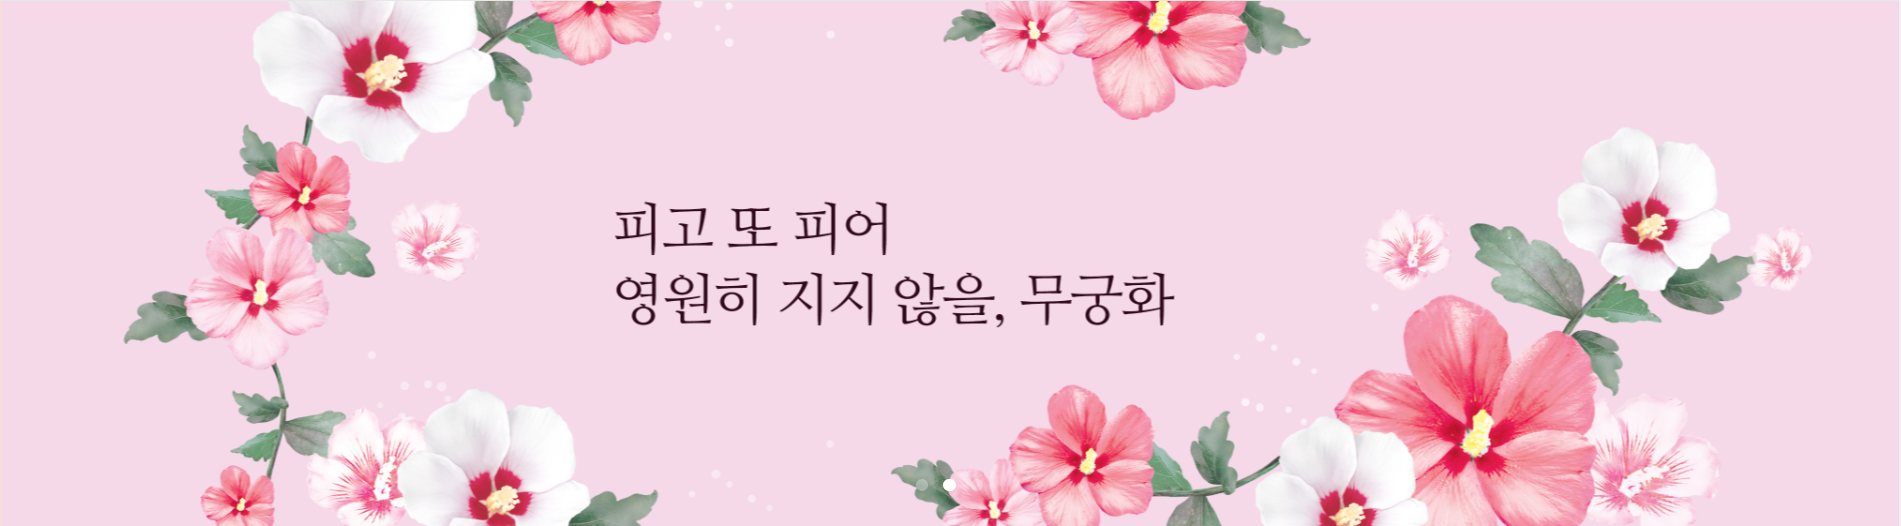 피고 또 피어
영원히 지지 않을, 무궁화